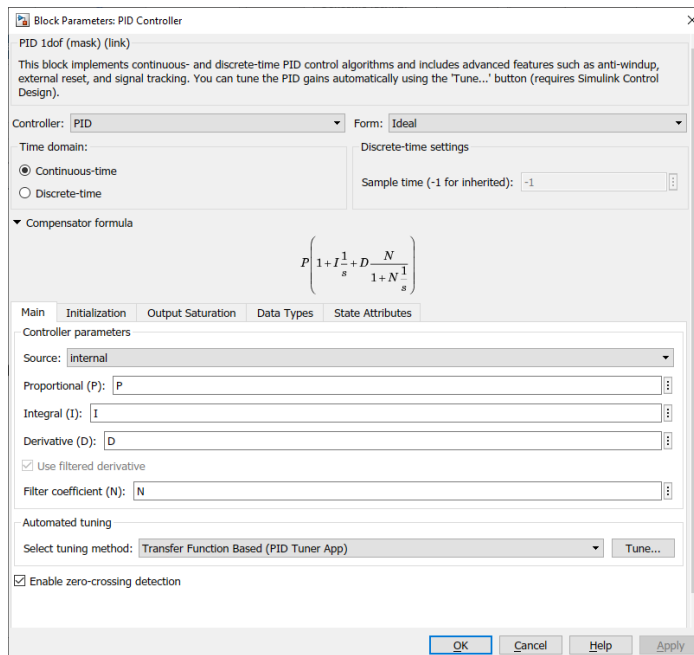 Block Parameters: PID Controller
PID 1dof (mask) (link)
This block implements continuous- and discrete-time PID control algorithms and includes advanced features such as anti-windup,
external reset, and signal tracking. You can tune the PID gains automatically using the 'Tune...' button (requires Simulink Control
Design).
Controller: PID Form: Ideal
Time domain: Discrete-time settings
Continuous-time
Discrete-time
Sample time (-1 for inherited): -1
Compensator formula
P(1+I\frac{1}{s}+D\frac{N}{1+N\frac{1}{s}})
Main Initialization Output Saturation Data Types State Attributes
Controller parameters
Source: internal
Proportional (P): P
Integral (I): I
Derivative (D): D
Use filtered derivative
Filter coefficient (N): N
Automated tuning
Select tuning method: Transfer Function Based (PID Tuner App) Tune...
Enable zero-crossing detection
OK Cancel Help Apply